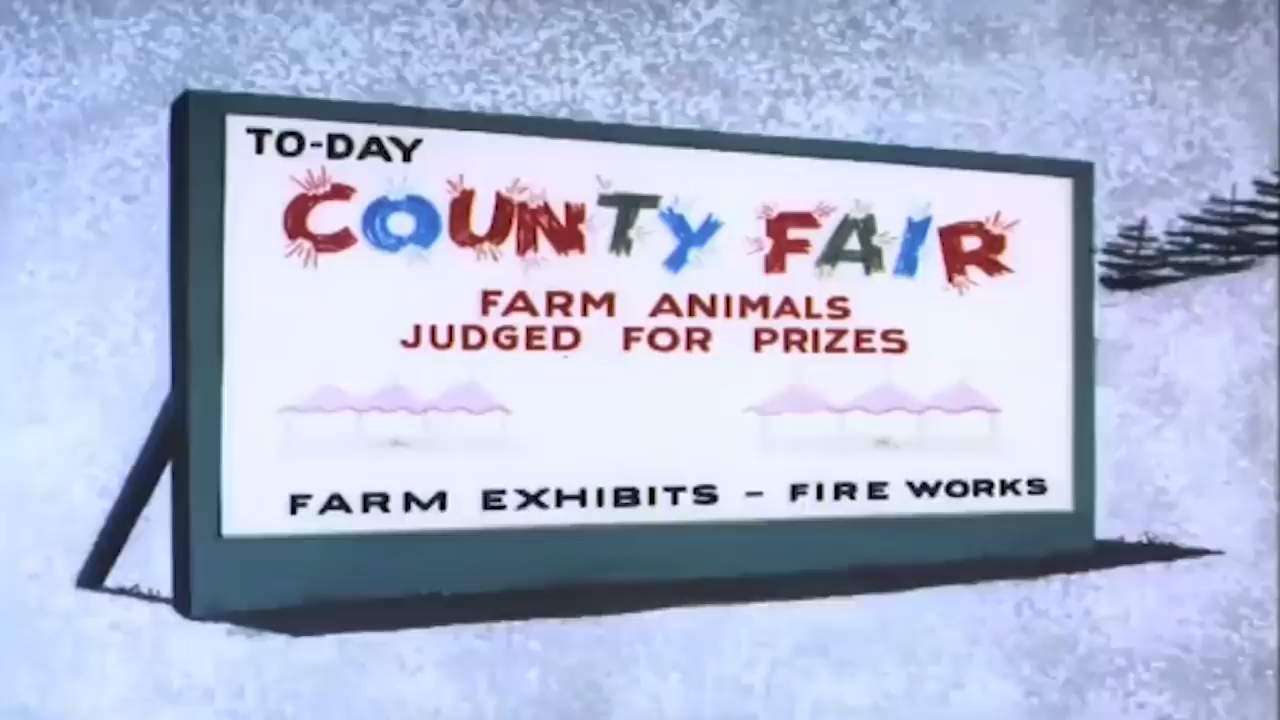 TO-DAY
COUNTY FAIR
FARM ANIMALS
JUDGED FOR PRIZES
FARM EXHIBITS - FIRE WORKS